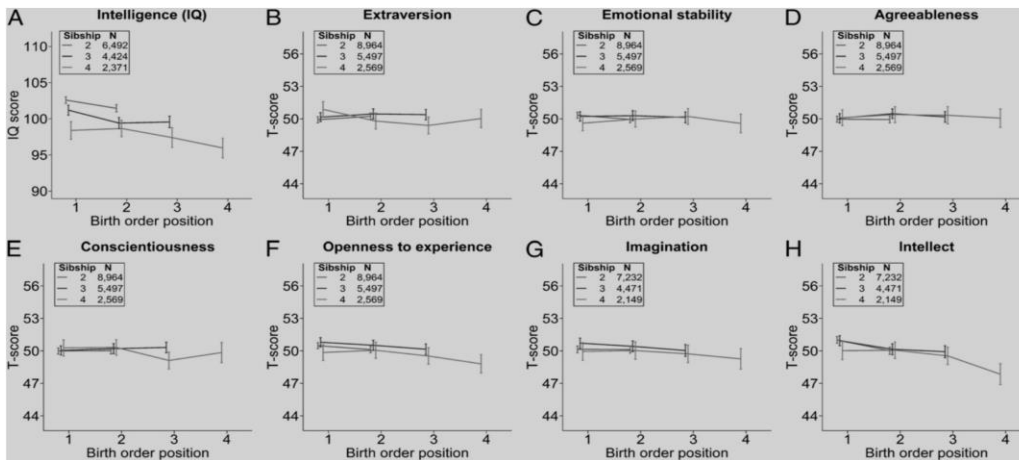 A Intelligence (IQ)
110
105
100
95
90
IQ score
Sibship N
2 6,492
3 4,424
4 2,371
1 2 3 4
Birth order position
B Extraversion
56
53
50
47
44
T-score
Sibship N
2 8,964
3 5,497
4 2,569
1 2 3 4
Birth order position
C Emotional stability
56
53
50
47
44
T-score
Sibship N
2 8,964
3 5,497
4 2,569
1 2 3 4
Birth order position
D Agreeableness
56
53
50
47
44
T-score
Sibship N
2 8,964
3 5,497
4 2,569
1 2 3 4
Birth order position
E Conscientiousness
56
53
50
47
44
T-score
Sibship N
2 8,964
3 5,497
4 2,569
1 2 3 4
Birth order position
F Openness to experience
56
53
50
47
44
T-score
Sibship N
2 8,964
3 5,497
4 2,569
1 2 3 4
Birth order position
G Imagination
56
53
50
47
44
T-score
Sibship N
2 7,232
3 4,471
4 2,149
1 2 3 4
Birth order position
H Intellect
56
53
50
47
44
T-score
Sibship N
2 7,232
3 4,471
4 2,149
1 2 3 4
Birth order position